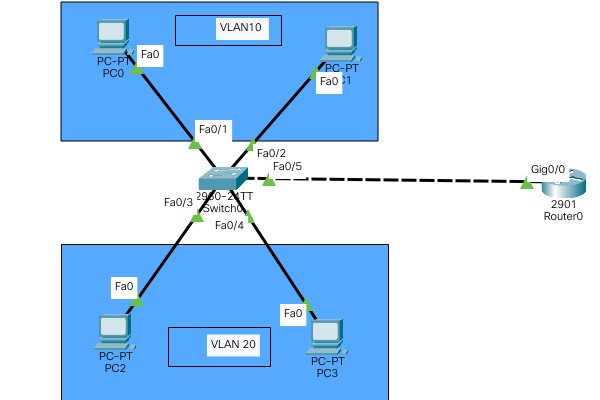 VLAN10
Fa0
PC-PT
PC0
PC-PT
Fa0
Fa0/1
Fa0/2
Fa0/5
Gig0/0
2960-24TT
Switch0
2901
Router0
Fa0/3
Fa0/4
Fa0
Fa0
VLAN 20
PC-PT
PC2
PC-PT
PC3